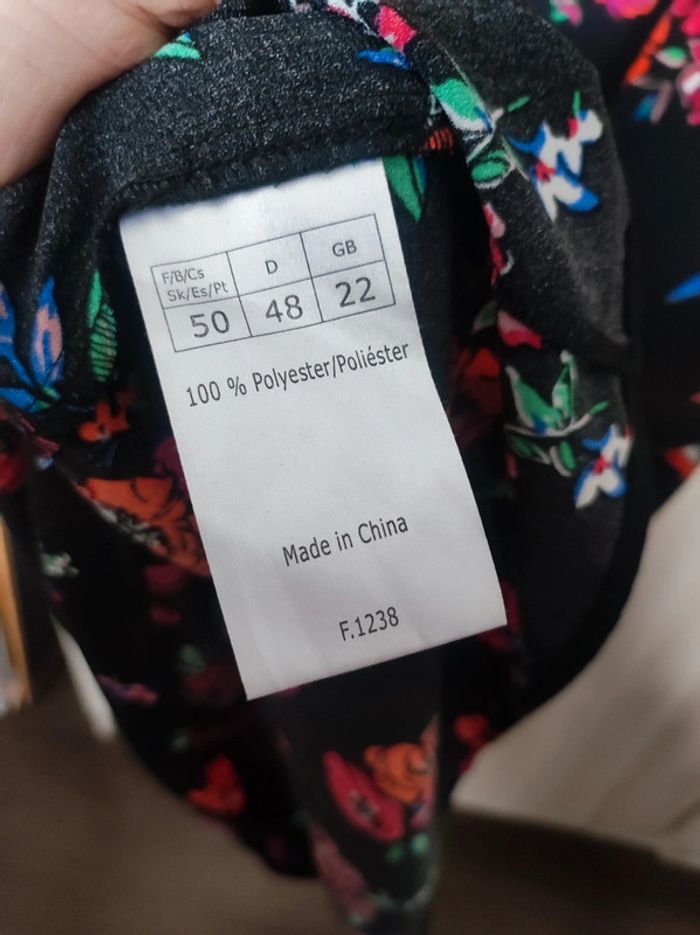 F/B/Cs D GB
Sk/Es/Pt
50 48 22
100 % Polyester/Poliéster
Made in China
F.1238